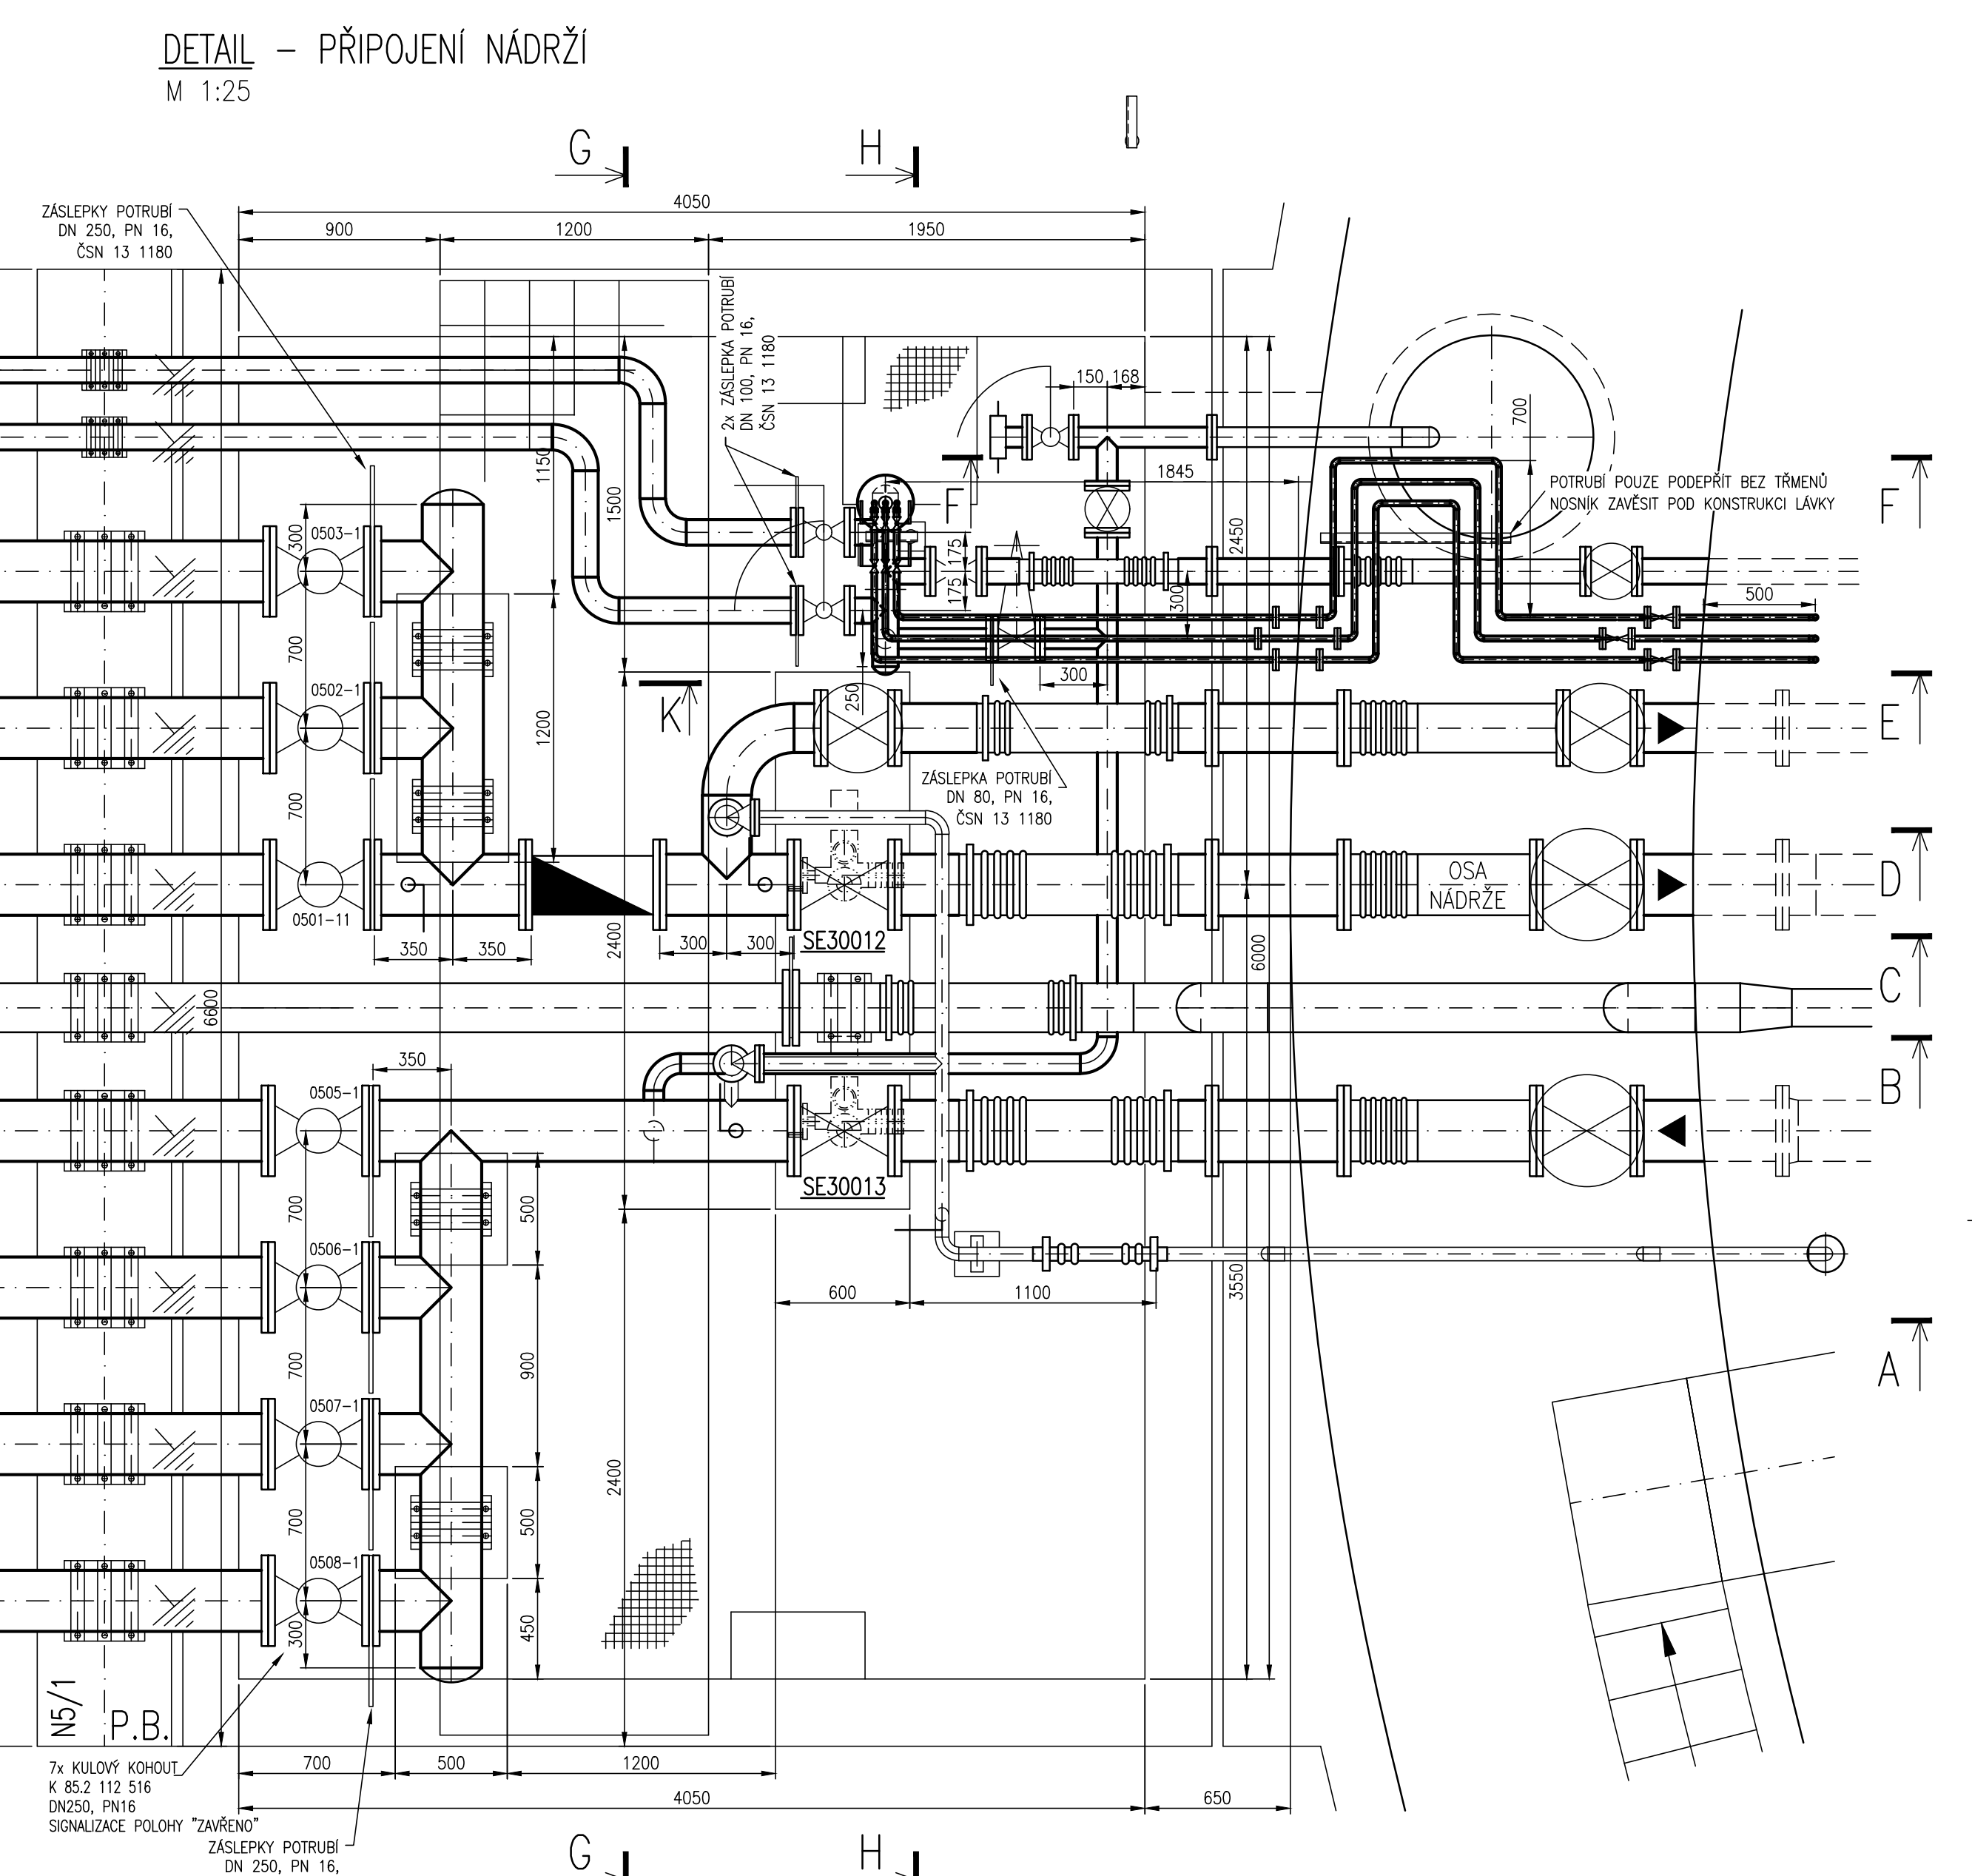 DETAIL – PŘIPOJENÍ NÁDRŽÍ
M 1:25
G
H
4050
900
1200
1950
ZÁSLEPKY POTRUBÍ
DN 250, PN 16,
ČSN 13 1180
2x ZÁSLEPKA POTRUBÍ
DN 100, PN 16,
ČSN 13 1180
150
168
700
1150
1500
1845
F
POTRUBÍ POUZE PODEPŘÍT BEZ TŘMENŮ
NOSNÍK ZAVĚSIT POD KONSTRUKCI LÁVKY
F
300
0503-1
175
175
2450
300
500
700
0502-1
1200
K
250
300
E
700
ZÁSLEPKA POTRUBÍ
DN 80, PN 16,
ČSN 13 1180
OSA
NÁDRŽE
D
0501-11
350
350
2400
300
300
SE30012
6000
C
6600
350
0505-1
B
SE30013
700
500
0506-1
3550
600
1100
700
900
A
0507-1
2400
700
500
0508-1
300
450
N5/1
P.B.
7x KULOVÝ KOHOUT
K 85.2 112 516
DN250, PN16
SIGNALIZACE POLOHY "ZAVŘENO"
700
500
1200
4050
650
ZÁSLEPKY POTRUBÍ
DN 250, PN 16,
G
H